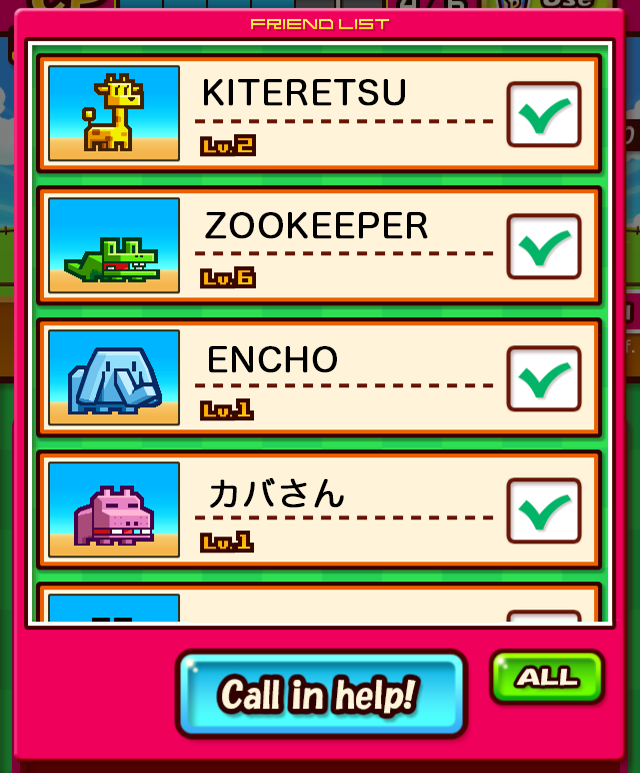 Use
FRIEND LIST
KITERETSU
Lv.2
ZOOKEEPER
Lv.6
ENCHO
Lv.1
カバさん
Lv.1
Call in help!
ALL